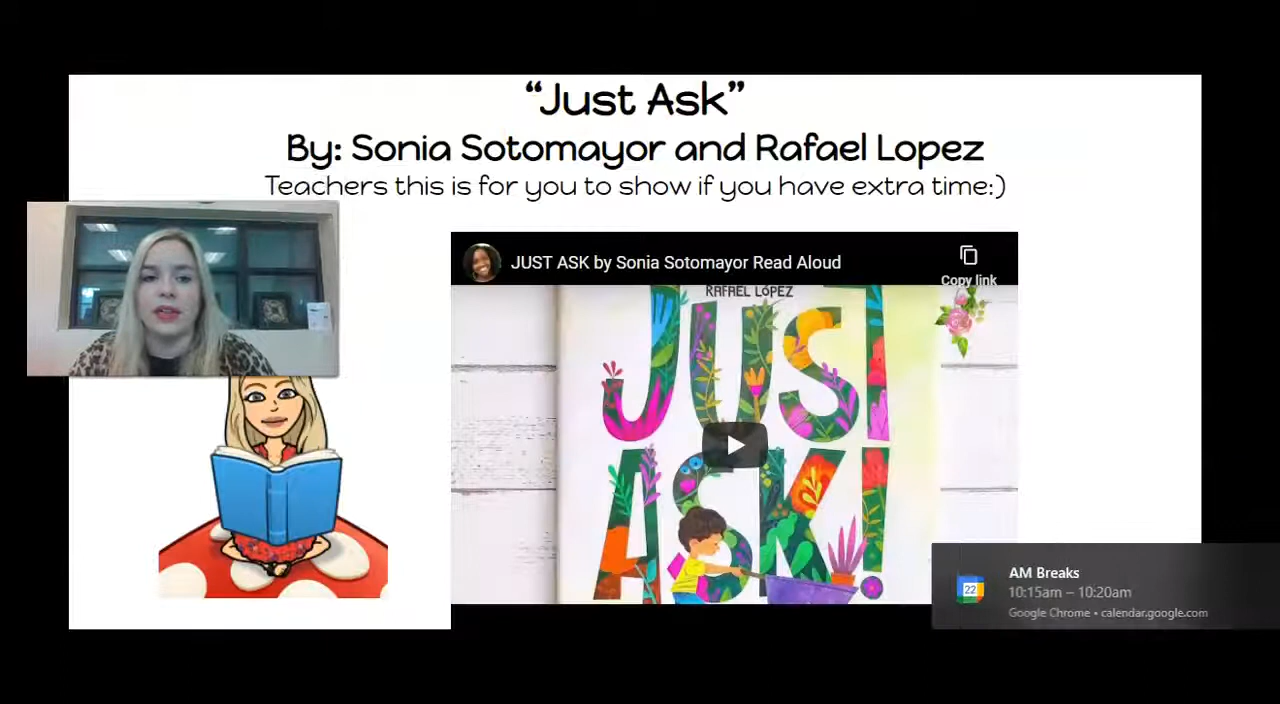 “Just Ask”
By: Sonia Sotomayor and Rafael Lopez
Teachers this is for you to show if you have extra time:)
JUST ASK by Sonia Sotomayor Read Aloud
Copy link
RAFAEL LÓPEZ
JUST
ASK!
AM Breaks
22
10:15am – 10:20am
Google Chrome • calendar.google.com